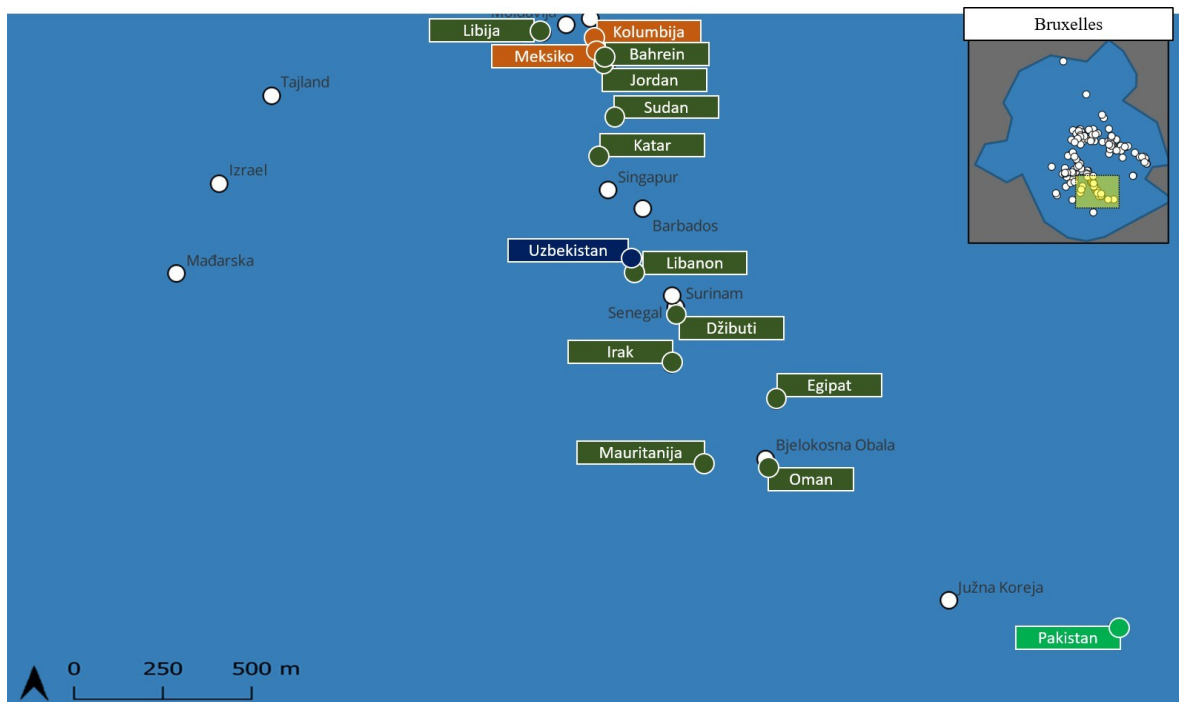 Moldavija
Bruxelles
Libija
Kolumbija
Meksiko
Bahrein
Jordan
Tajland
Sudan
Katar
Izrael
Singapur
Barbados
Uzbekistan
Mađarska
Libanon
Surinam
Senegal
Džibuti
Irak
Egipat
Bjelokosna Obala
Mauritanija
Oman
Južna Koreja
Pakistan
0 250 500 m